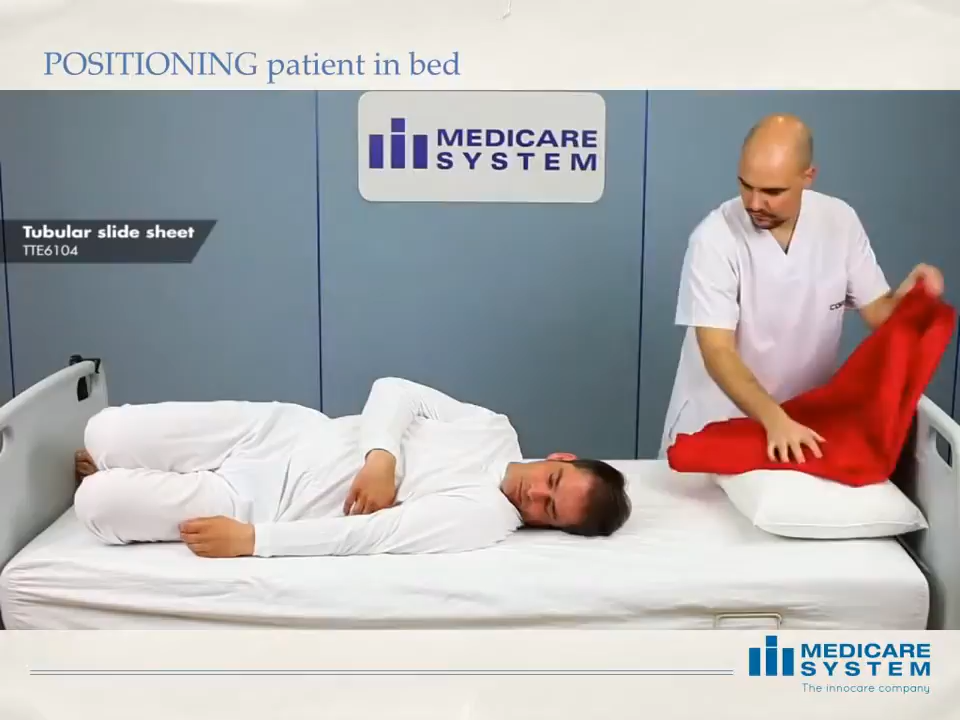 POSITIONING patient in bed
MEDICARE
SYSTEM
Tubular slide sheet
TTE6104
MEDICARE
SYSTEM
The innocare company